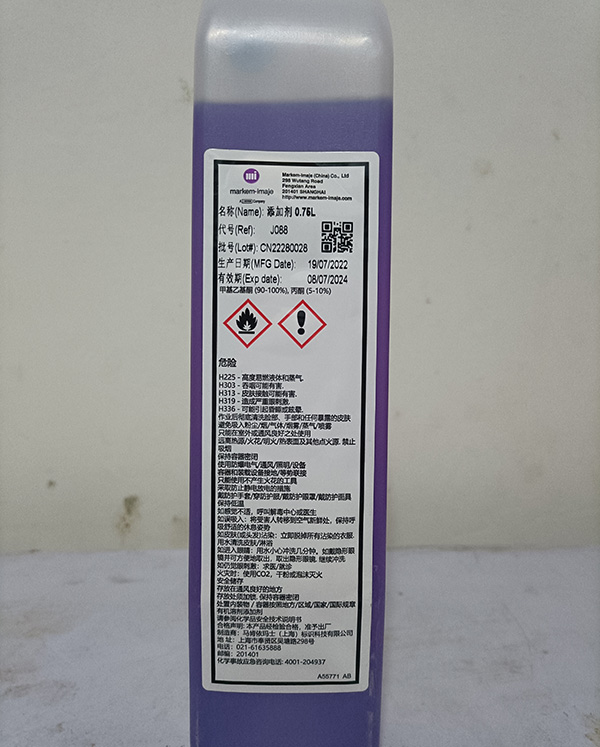 mi
markem-imaje
Markem-Imaje (China) Co., Ltd
298 Wutang Road
Fengxian Area
201401 SHANGHAI
http://www.markem-imaje.com
A DOVER Company
名称(Name): 添加剂 0.75L
代号(Ref): J088
批号(Lot#): CN22280028
生产日期(MFG Date): 19/07/2022
有效期(Exp date): 08/07/2024
甲基乙基酮 (90-100%), 丙酮 (5-10%)
危险
H225 - 高度易燃液体和蒸气.
H303 - 吞咽可能有害.
H313 - 皮肤接触可能有害.
H319 - 造成严重眼刺激.
H336 - 可能引起昏睡或眩晕.
作业后彻底清洗脸部、手部和任何暴露的皮肤
避免吸入粉尘/烟/气体/烟雾/蒸气/喷雾
只能在室外或通风良好之处使用
远离热源/火花/明火/热表面及其他点火源. 禁止
吸烟
保持容器密闭
使用防爆电气/通风/照明/设备
容器和装载设备接地/等势联接
只能使用不产生火花的工具
采取防止静电放电的措施
戴防护手套/穿防护服/戴防护眼罩/戴防护面具
保持低温
如感觉不适，呼叫解毒中心或医生
如误吸入：将受害人转移到空气新鲜处，保持呼
吸舒适的休息姿势
如皮肤(或头发)沾染：立即脱掉所有沾染的衣服.
用水清洗皮肤/淋浴
如进入眼睛：用水小心冲洗几分钟，如戴隐形眼
镜并可方便地取出，取出隐形眼镜. 继续冲洗
如仍觉眼刺激：求医/就诊
火灾时：使用CO2，干粉或泡沫灭火
安全储存
存放在通风良好的地方
存放处须加锁. 保持容器密闭
处置内装物 / 容器按照地方/区域/国家/国际规章
有机溶剂添加剂
请参阅化学品安全技术说明书
合格声明: 本产品经检验合格，准予出厂
制造商：马肯依玛士（上海）标识科技有限公司
地 址：上海市奉贤区吴塘路298号
电话：021-61635888
邮编：201401
化学事故应急咨询电话: 4001-204937
A55771 AB